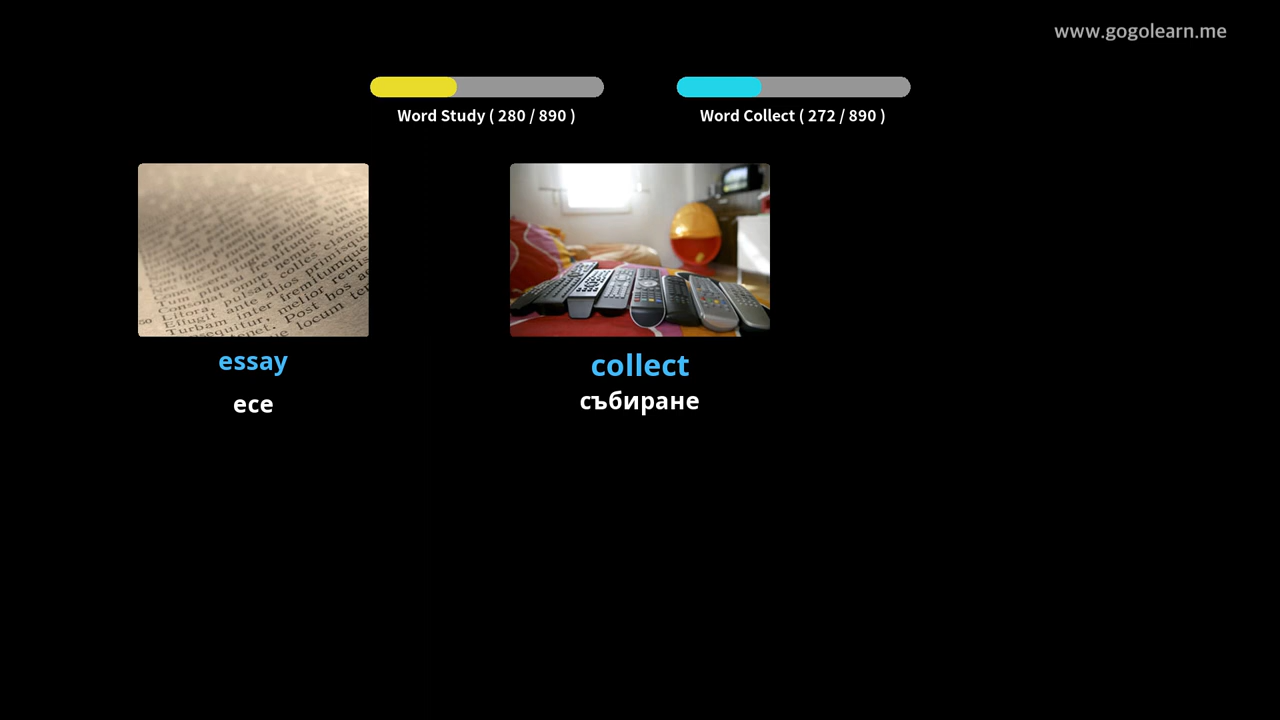 www.gogolearn.me
Word Study ( 280 / 890 )
Word Collect ( 272 / 890 )
essay
есе
collect
събиране